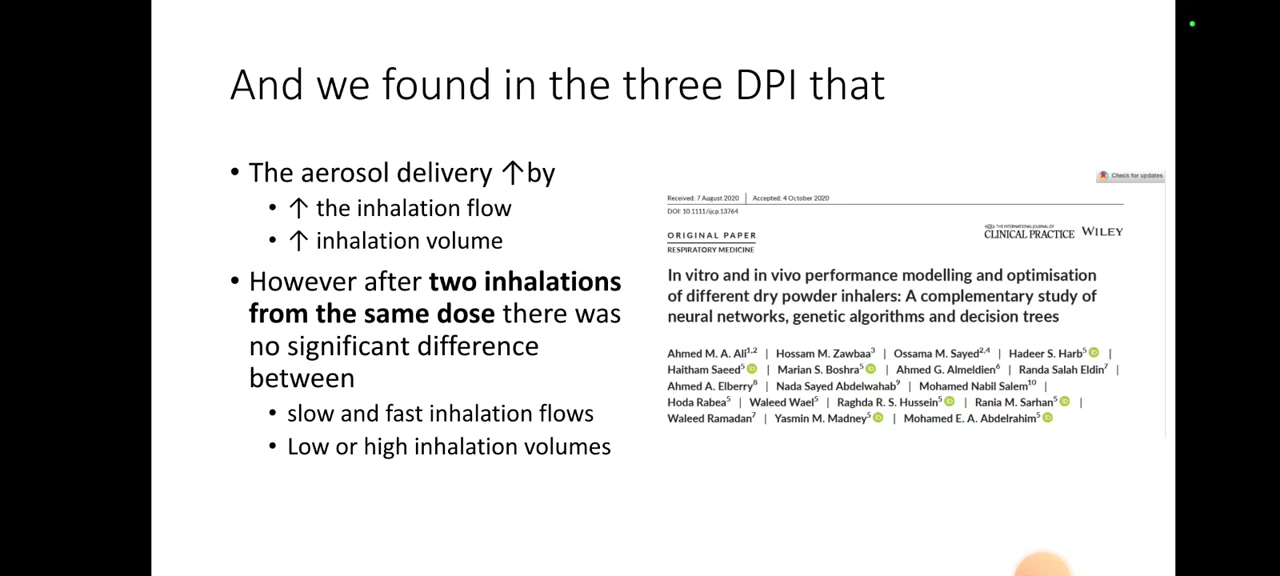 And we found in the three DPI that
• The aerosol delivery ↑by
• ↑ the inhalation flow
• ↑ inhalation volume
• However after two inhalations
from the same dose there was
no significant difference
between
• slow and fast inhalation flows
• Low or high inhalation volumes
Check for updates
Received: 7 August 2020 | Accepted: 4 October 2020
DOI: 10.1111/ijcp.13764
ORIGINAL PAPER
RESPIRATORY MEDICINE
THE INTERNATIONAL JOURNAL OF
CLINICAL PRACTICE WILEY
In vitro and in vivo performance modelling and optimisation
of different dry powder inhalers: A complementary study of
neural networks, genetic algorithms and decision trees
Ahmed M. A. Ali1,2 | Hossam M. Zawbaa3 | Ossama M. Sayed2,4 | Hadeer S. Harb5 iD |
Haitham Saeed5 iD | Marian S. Boshra5 iD | Ahmed G. Almeldien6 | Randa Salah Eldin7 |
Ahmed A. Elberry8 | Nada Sayed Abdelwahab9 | Mohamed Nabil Salem10 |
Hoda Rabea5 | Waleed Wael5 | Raghda R. S. Hussein5 iD | Rania M. Sarhan5 iD |
Waleed Ramadan7 | Yasmin M. Madney5 iD | Mohamed E. A. Abdelrahim5 iD